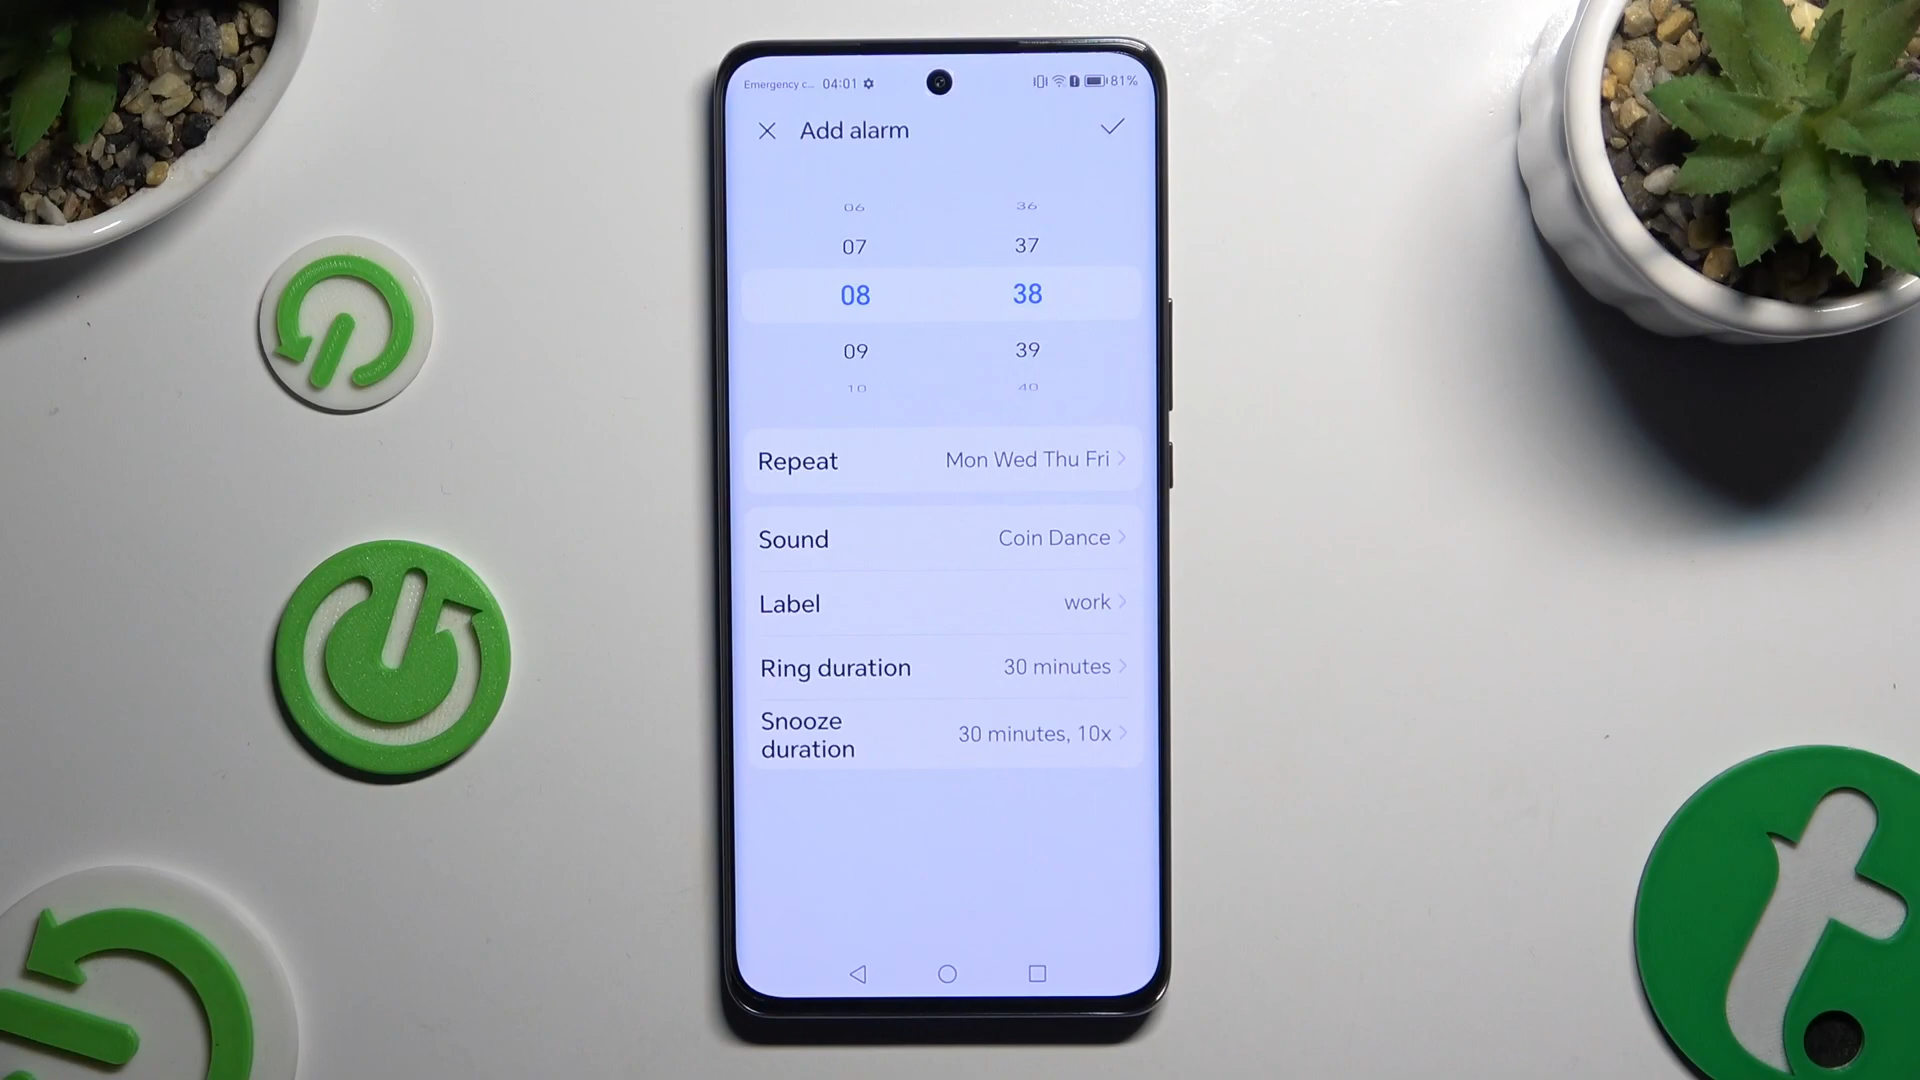 Emergency c... 04:01 81%
Add alarm
06 36
07 37
08 38
09 39
10 40
Repeat Mon Wed Thu Fri
Sound Coin Dance
Label work
Ring duration 30 minutes
Snooze
duration 30 minutes, 10x